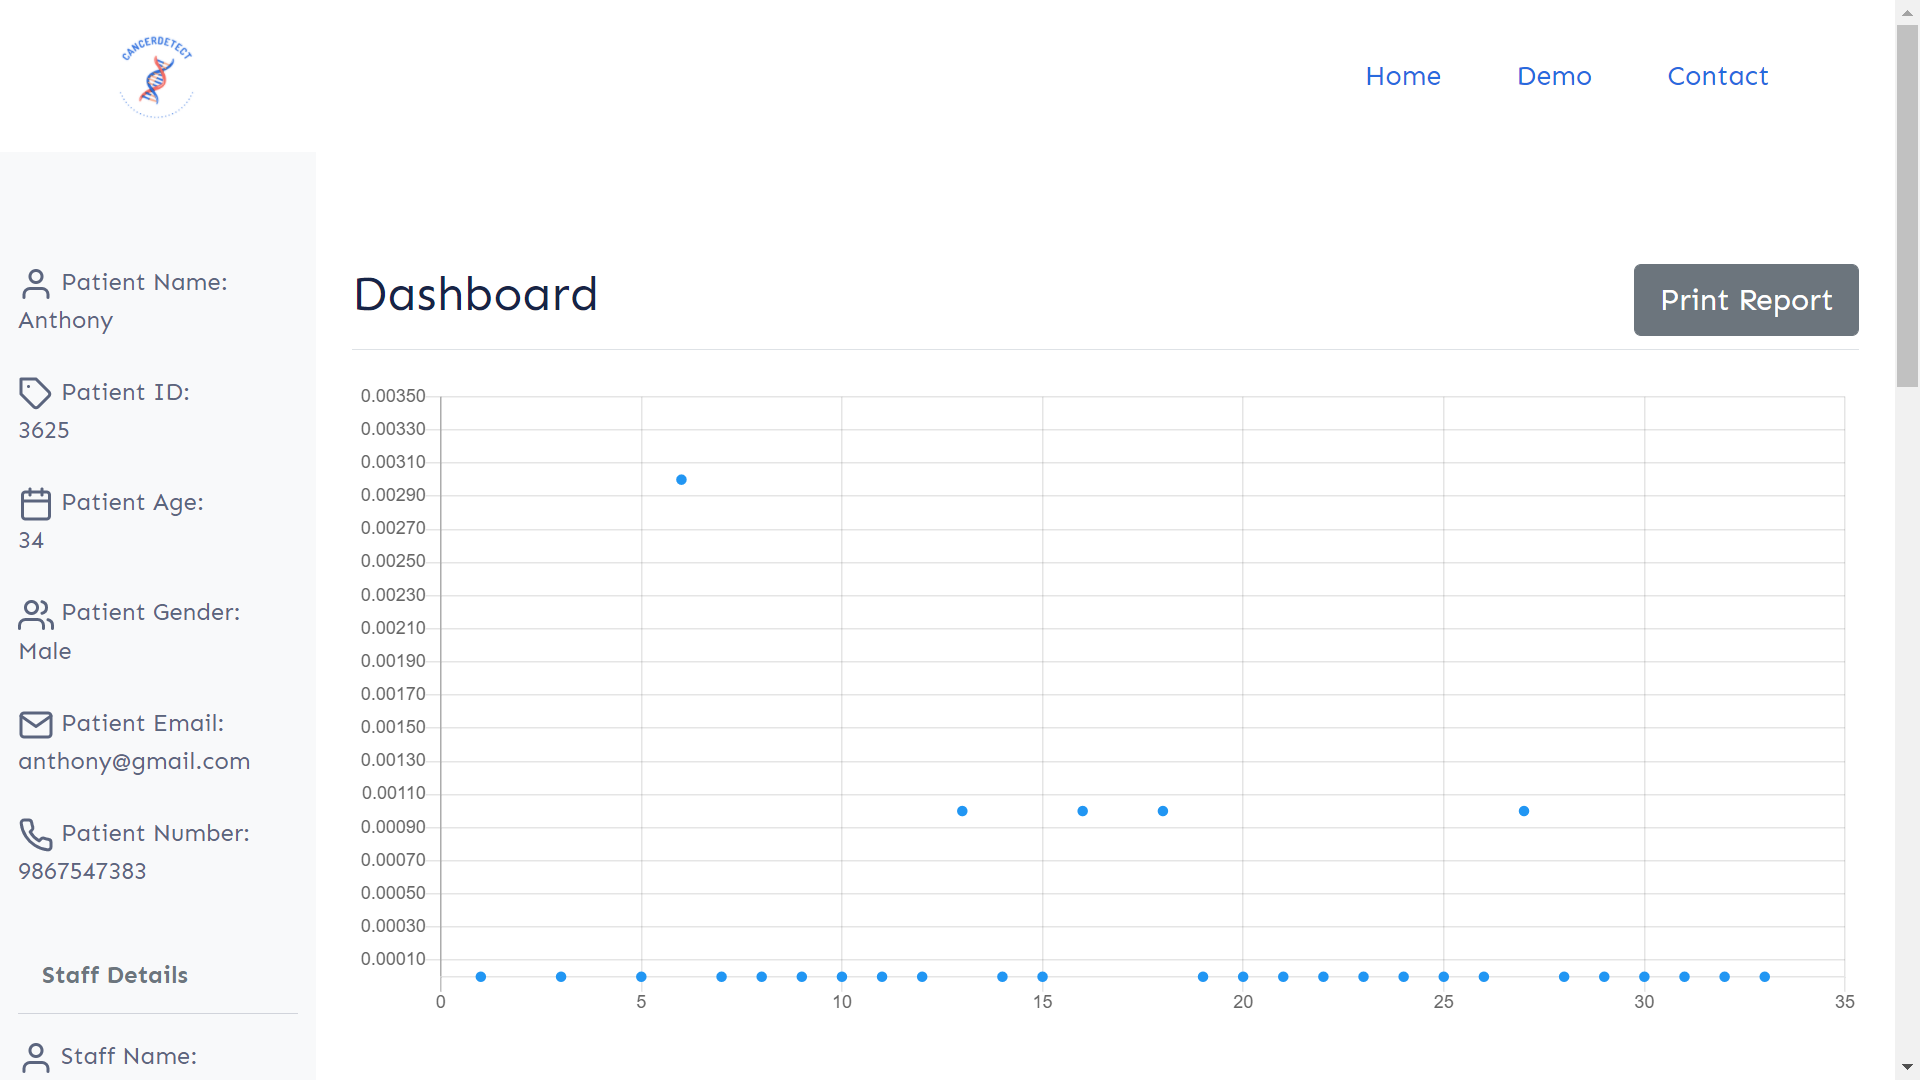 CANCERDETECT
Home
Demo
Contact
Patient Name:
Anthony
Patient ID:
3625
Patient Age:
34
Patient Gender:
Male
Patient Email:
anthony@gmail.com
Patient Number:
9867547383
Staff Details
Staff Name:
Dashboard
Print Report
0.00350
0.00330
0.00310
0.00290
0.00270
0.00250
0.00230
0.00210
0.00190
0.00170
0.00150
0.00130
0.00110
0.00090
0.00070
0.00050
0.00030
0.00010
0 5 10 15 20 25 30 35